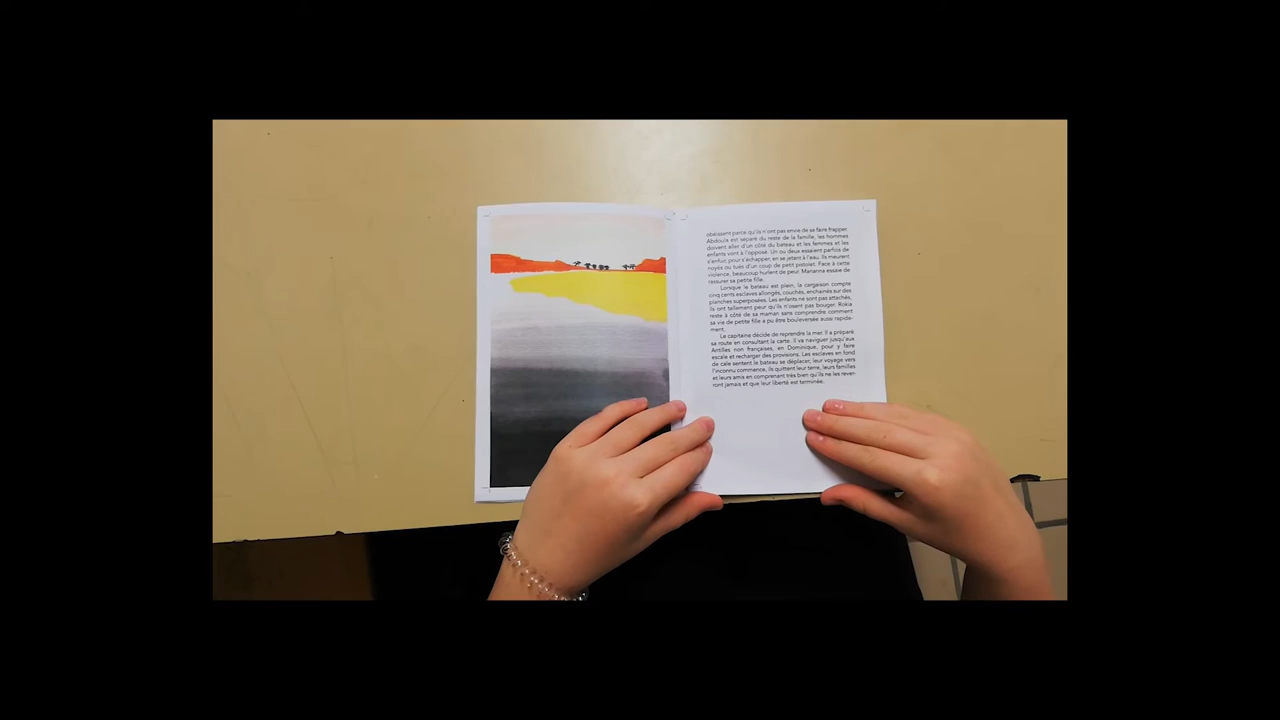 obéissent parce qu'ils n'ont pas envie de se faire frapper.
Abdoula est séparé du reste de la famille, les hommes
doivent aller d'un côté du bateau et les femmes et les
enfants vont à l'opposé. Un ou deux essaient parfois de
s'enfuir, pour s'échapper, en se jetant à l'eau. Ils meurent
noyés ou tués d'un coup de petit pistolet. Face à cette
violence, beaucoup hurlent de peur. Marianna essaie de
rassurer sa petite fille.
Lorsque le bateau est plein, la cargaison compte
cinq cents esclaves allongés, couchés, enchaînés sur des
planches superposées. Les enfants ne sont pas attachés,
ils ont tellement peur qu'ils n'osent pas bouger. Rokia
reste à côté de sa maman sans comprendre comment
sa vie de petite fille a pu être bouleversée aussi rapide-
ment.
Le capitaine décide de reprendre la mer. Il a préparé
sa route en consultant la carte. Il va naviguer jusqu'aux
Antilles non françaises, en Dominique, pour y faire
escale et recharger des provisions. Les esclaves en fond
de cale sentent le bateau se déplacer, leur voyage vers
l'inconnu commence, ils quittent leur terre, leurs familles
et leurs amis en comprenant très bien qu'ils ne les rever-
ront jamais et que leur liberté est terminée.